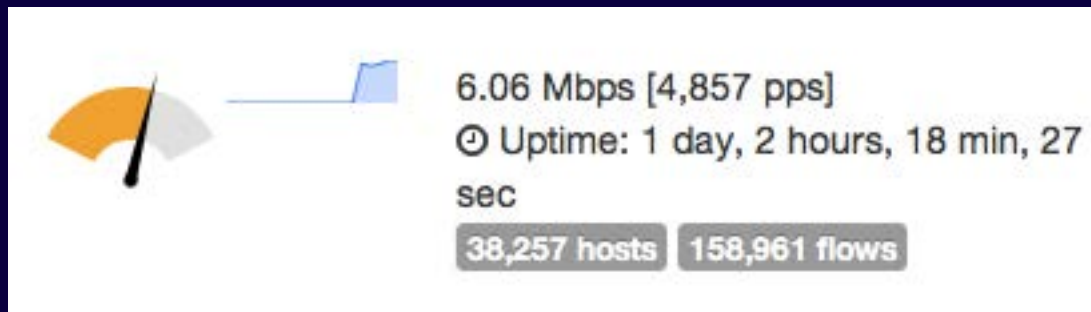 6.06 Mbps [4,857 pps]
Uptime: 1 day, 2 hours, 18 min, 27
sec
38,257 hosts 158,961 flows